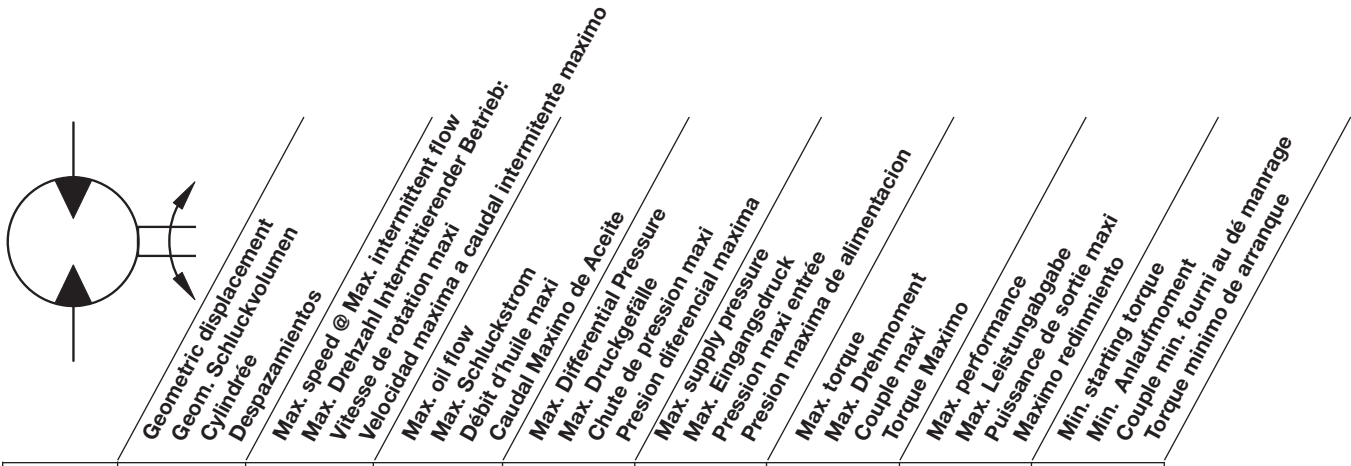 Geometric displacement
Geom. Schluckvolumen
Cylindrée
Despazamientos
Max. speed @ Max. intermittent flow
Max. Drehzahl Intermittierender Betrieb:
Vitesse de rotation maxi
Velocidad maxima a caudal intermitente maximo
Max. oil flow
Max. Schluckstrom
Débit d'huile maxi
Caudal Maximo de Aceite
Max. Differential Pressure
Max. Druckgefälle
Chute de pression maxi
Presion diferencial maxima
Max. supply pressure
Max. Eingangsdruck
Pression maxi entrée
Presion maxima de alimentacion
Max. torque
Max. Drehmoment
Couple maxi
Torque Maximo
Max. performance
Max. Leistungabgabe
Puissance de sortie maxi
Maximo redinmiento
Min. starting torque
Min. Anlaufmoment
Couple min. fourni au dé manrage
Torque minimo de arranque